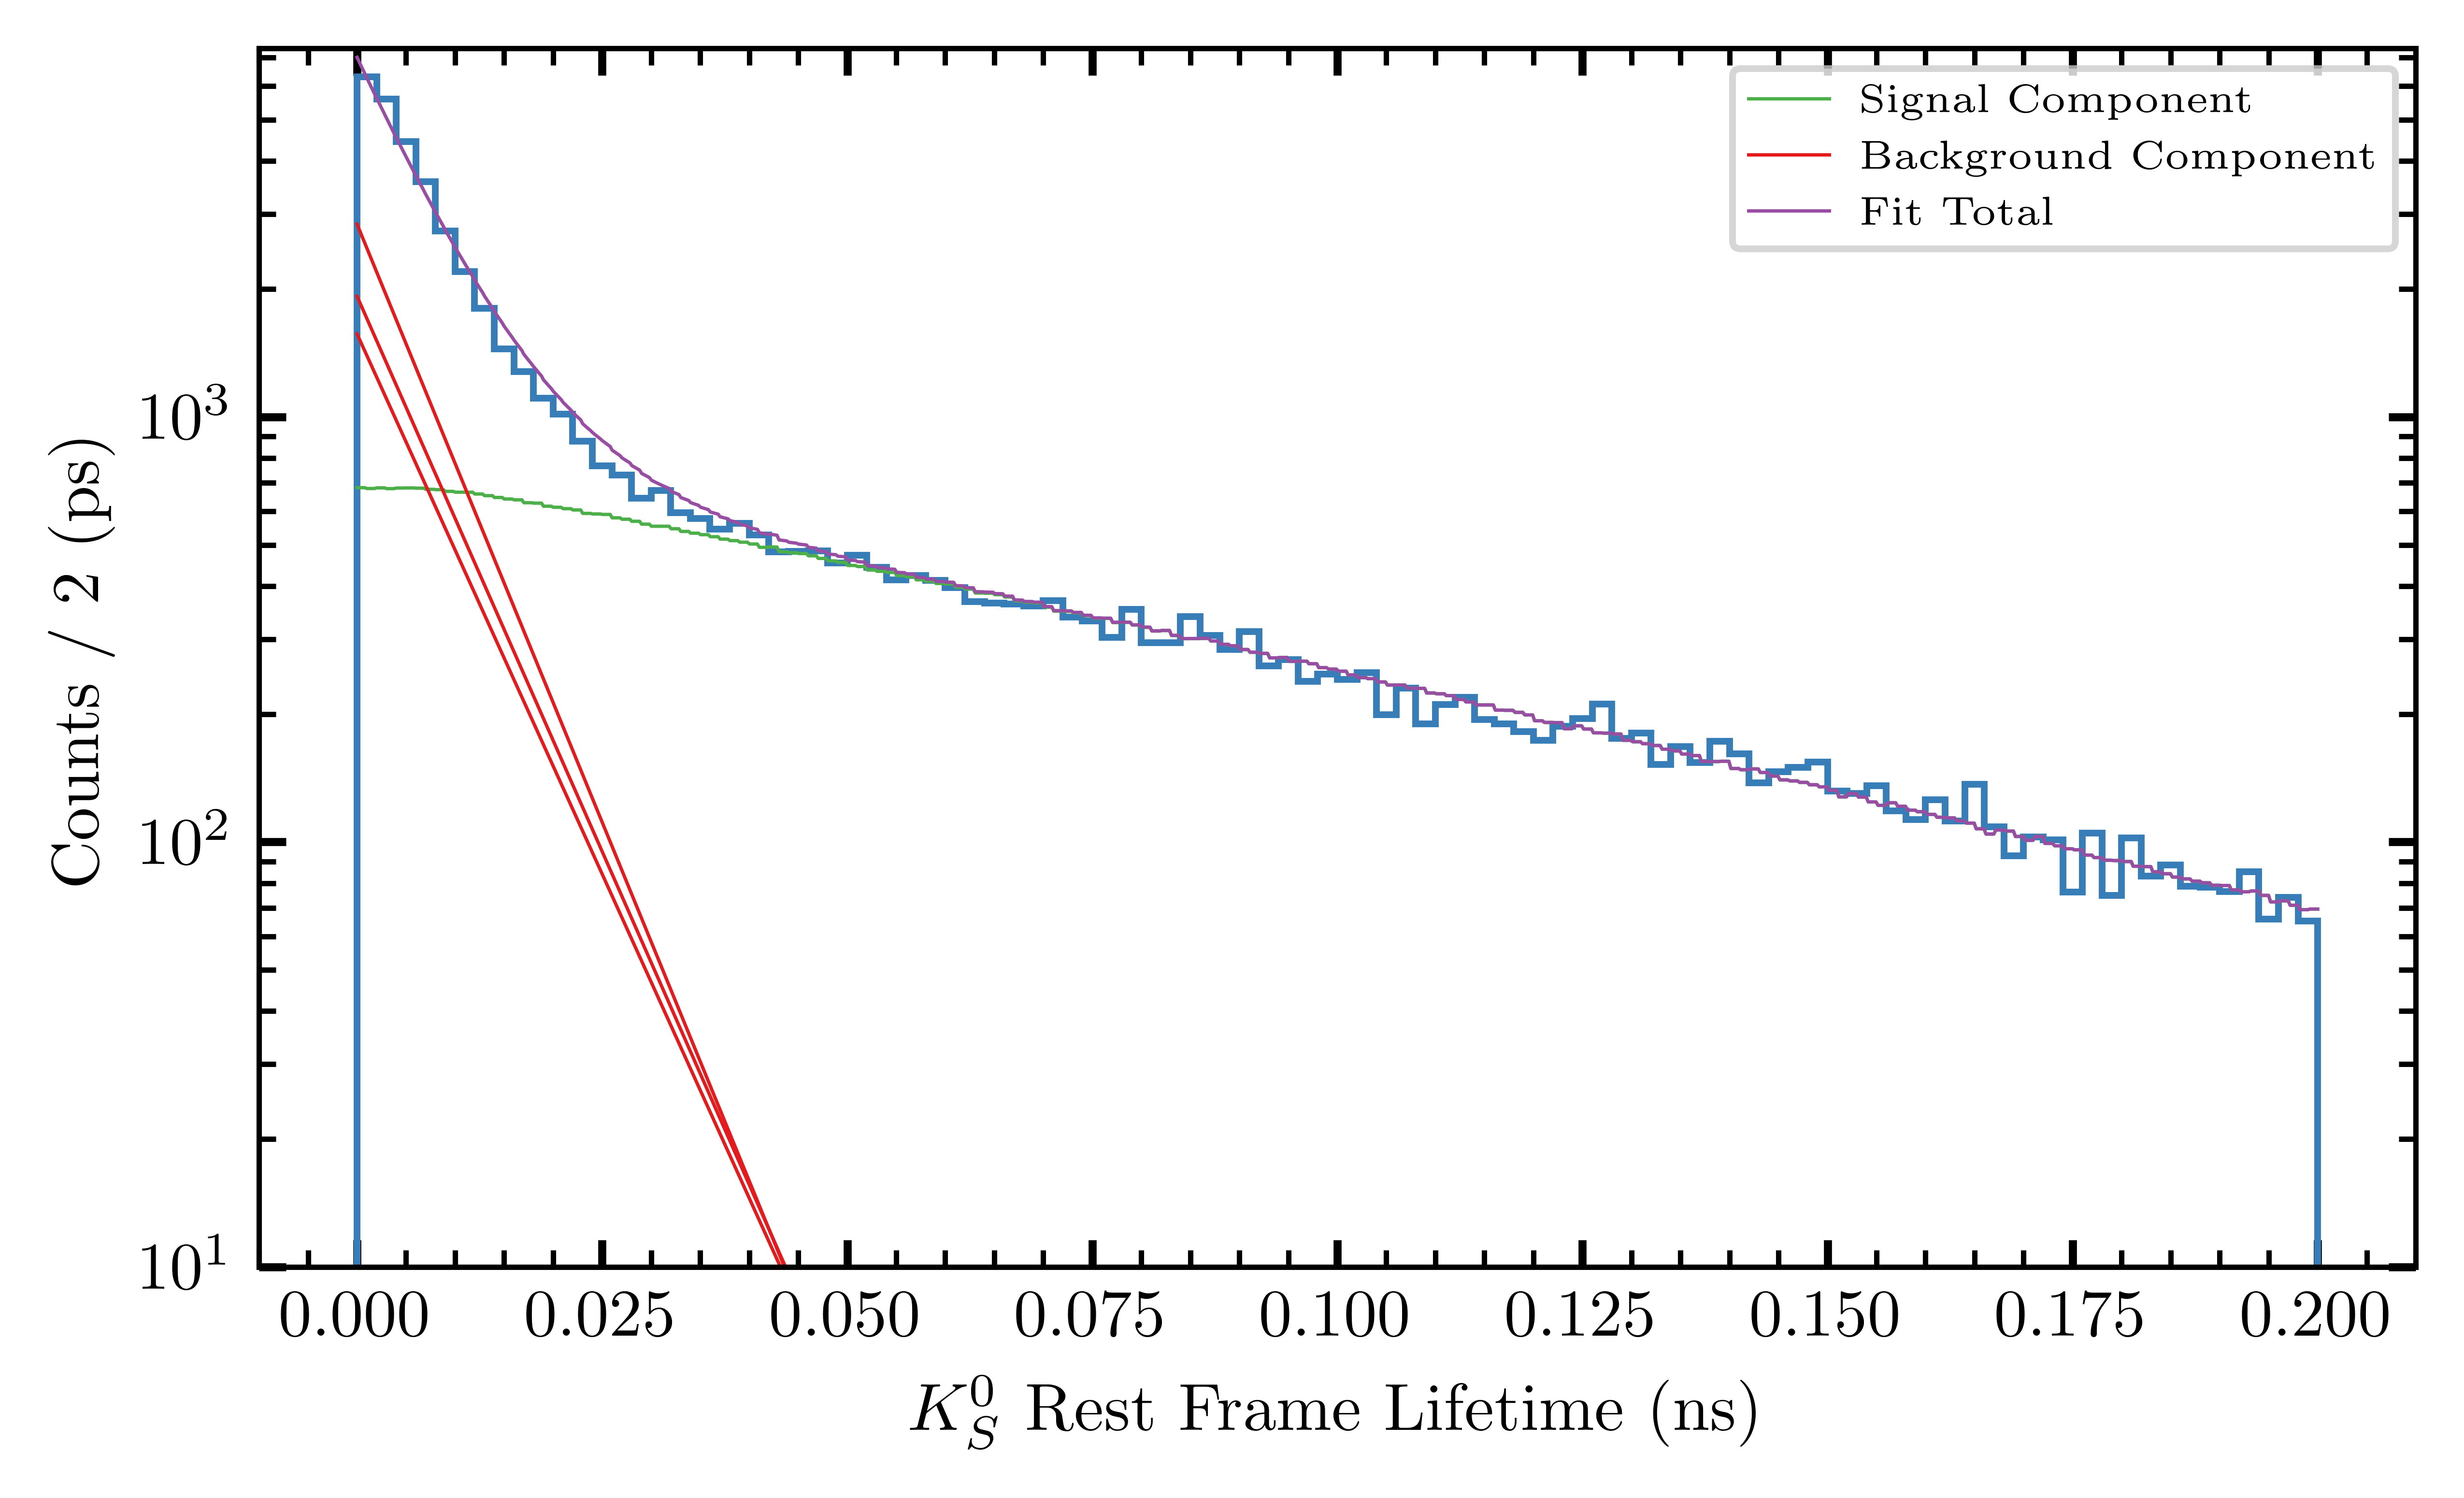 Signal Component
Background Component
Fit Total
Counts / 2 (ps)
10³
10²
10¹
0.000 0.025 0.050 0.075 0.100 0.125 0.150 0.175 0.200
K⁰_S Rest Frame Lifetime (ns)